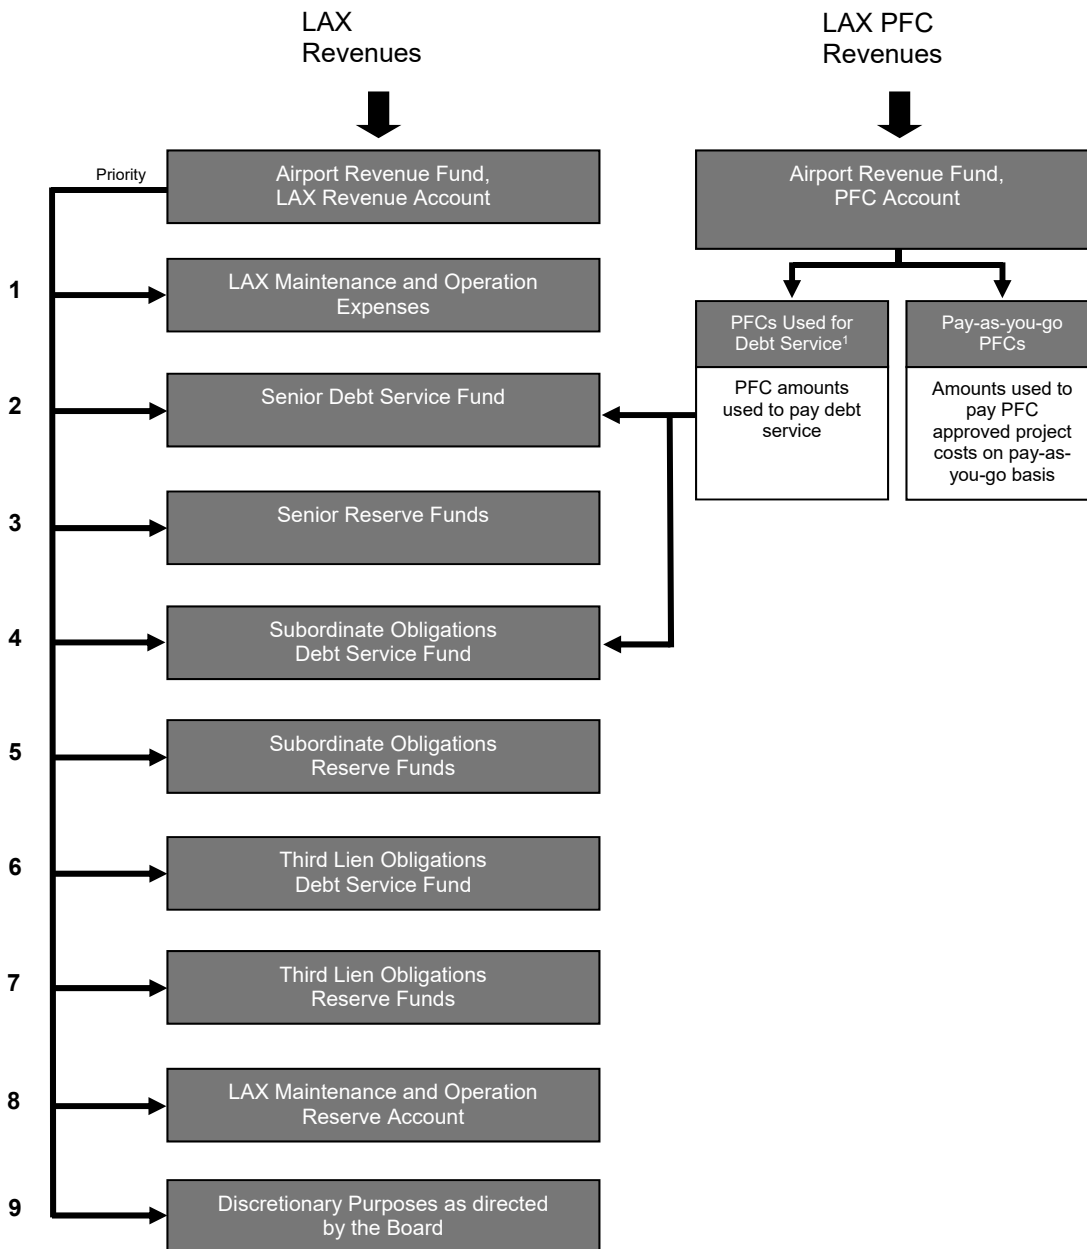 LAX
Revenues
LAX PFC
Revenues
Priority
Airport Revenue Fund,
LAX Revenue Account
Airport Revenue Fund,
PFC Account
1
LAX Maintenance and Operation
Expenses
PFCs Used for
Debt Service¹
PFC amounts
used to pay debt
service
Pay-as-you-go
PFCs
Amounts used to
pay PFC
approved project
costs on pay-as-
you-go basis
2
Senior Debt Service Fund
3
Senior Reserve Funds
4
Subordinate Obligations
Debt Service Fund
5
Subordinate Obligations
Reserve Funds
6
Third Lien Obligations
Debt Service Fund
7
Third Lien Obligations
Reserve Funds
8
LAX Maintenance and Operation
Reserve Account
9
Discretionary Purposes as directed
by the Board